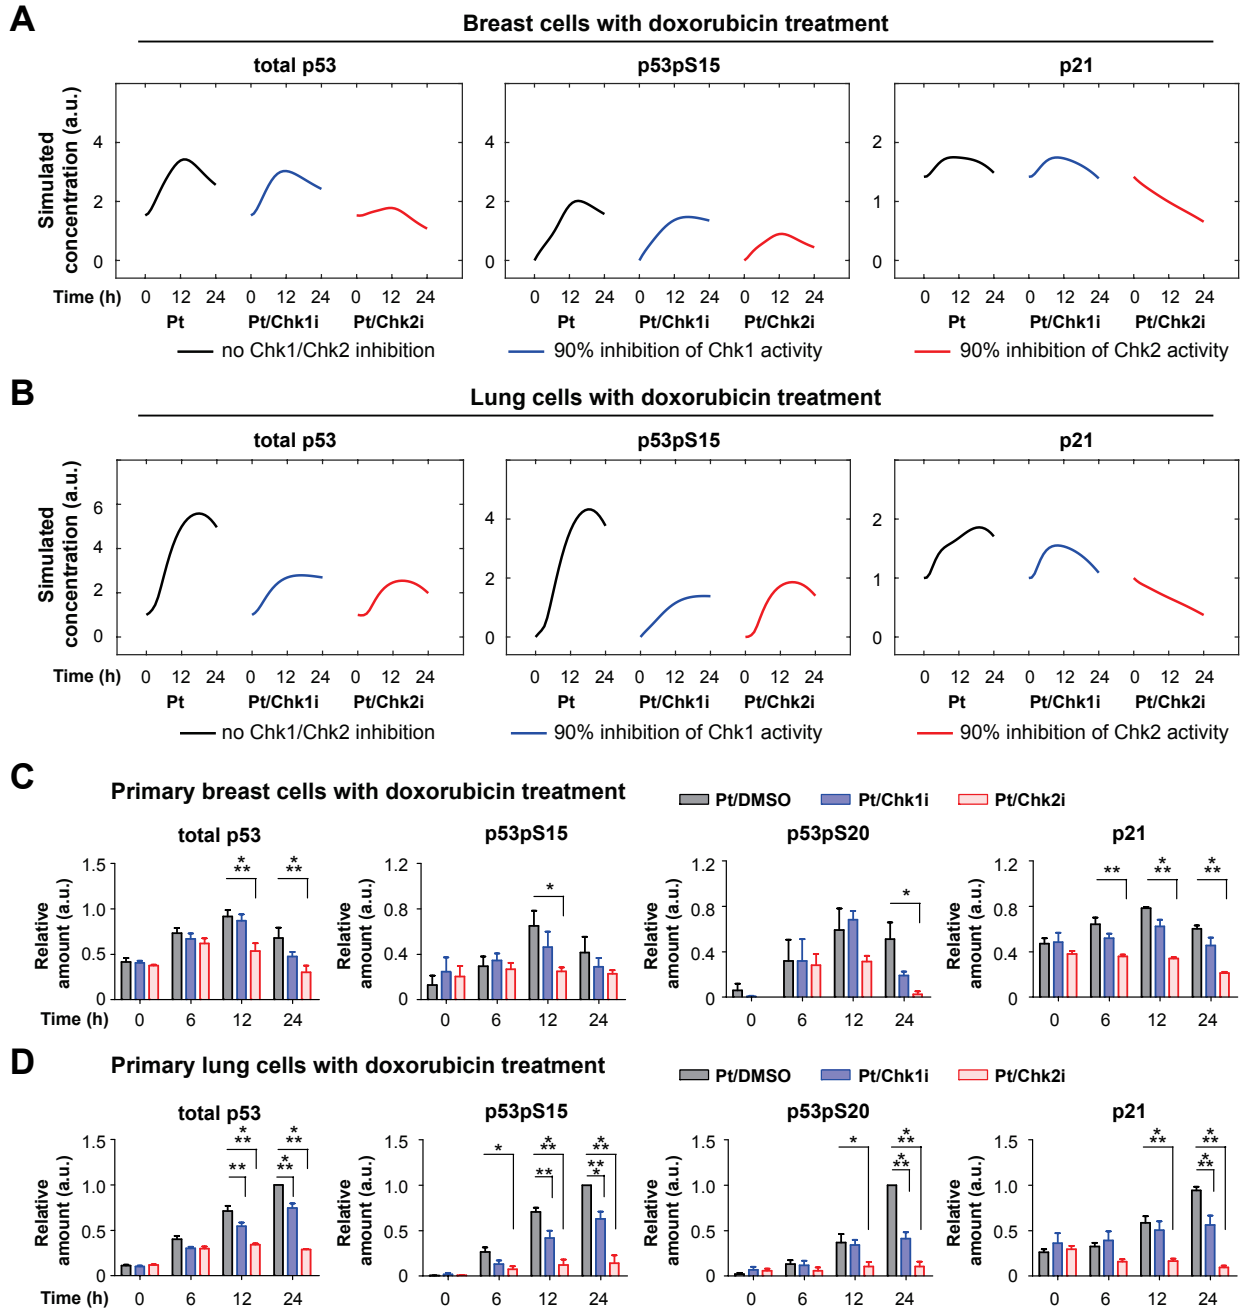 A
Breast cells with doxorubicin treatment
total p53 p53pS15 p21
Simulated
concentration (a.u.)
4 4 2
2 2 1
0 0 0
Time (h) 0 12 24 0 12 24 0 12 24 0 12 24 0 12 24 0 12 24 0 12 24 0 12 24 0 12 24
Pt Pt/Chk1i Pt/Chk2i Pt Pt/Chk1i Pt/Chk2i Pt Pt/Chk1i Pt/Chk2i
no Chk1/Chk2 inhibition 90% inhibition of Chk1 activity 90% inhibition of Chk2 activity
B
Lung cells with doxorubicin treatment
total p53 p53pS15 p21
Simulated
concentration (a.u.)
6 4 2
4 2 1
2 0 0
0
Time (h) 0 12 24 0 12 24 0 12 24 0 12 24 0 12 24 0 12 24 0 12 24 0 12 24 0 12 24
Pt Pt/Chk1i Pt/Chk2i Pt Pt/Chk1i Pt/Chk2i Pt Pt/Chk1i Pt/Chk2i
no Chk1/Chk2 inhibition 90% inhibition of Chk1 activity 90% inhibition of Chk2 activity
C
Primary breast cells with doxorubicin treatment Pt/DMSO Pt/Chk1i Pt/Chk2i
total p53 p53pS15 p53pS20 p21
Relative
amount (a.u.)
1.5
1.0
0.5
0
*
**
*
**
Relative
amount (a.u.)
1.2
0.8
0.4
0
*
Relative
amount (a.u.)
1.2
0.8
0.4
0
*
Relative
amount (a.u.)
1.2
0.8
0.4
0
**
*
**
*
**
Time (h) 0 6 12 24 0 6 12 24 0 6 12 24 0 6 12 24
D
Primary lung cells with doxorubicin treatment Pt/DMSO Pt/Chk1i Pt/Chk2i
total p53 p53pS15 p53pS20 p21
Relative
amount (a.u.)
1.5
1.0
0.5
0
*
**
**
*
**
*
**
Relative
amount (a.u.)
1.5
1.0
0.5
0
*
*
**
**
*
**
**
*
Relative
amount (a.u.)
1.5
1.0
0.5
0
*
*
**
*
**
Relative
amount (a.u.)
1.5
1.0
0.5
0
*
**
*
**
*
**
Time (h) 0 6 12 24 0 6 12 24 0 6 12 24 0 6 12 24